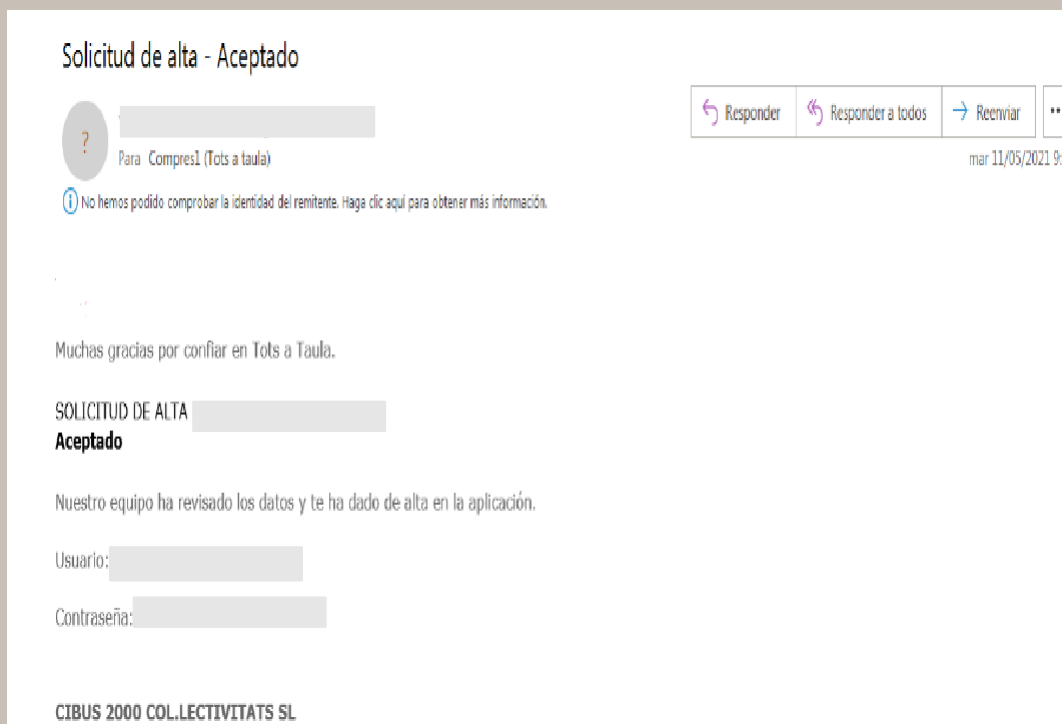 Solicitud de alta - Aceptado
Responder
Responder a todos
Reenviar
?
Para Compres1 (Tots a taula)
mar 11/05/2021 9:
No hemos podido comprobar la identidad del remitente. Haga clic aquí para obtener más información.
Muchas gracias por confiar en Tots a Taula.
SOLICITUD DE ALTA
Aceptado
Nuestro equipo ha revisado los datos y te ha dado de alta en la aplicación.
Usuario:
Contraseña:
CIBUS 2000 COL.LECTIVITATS SL